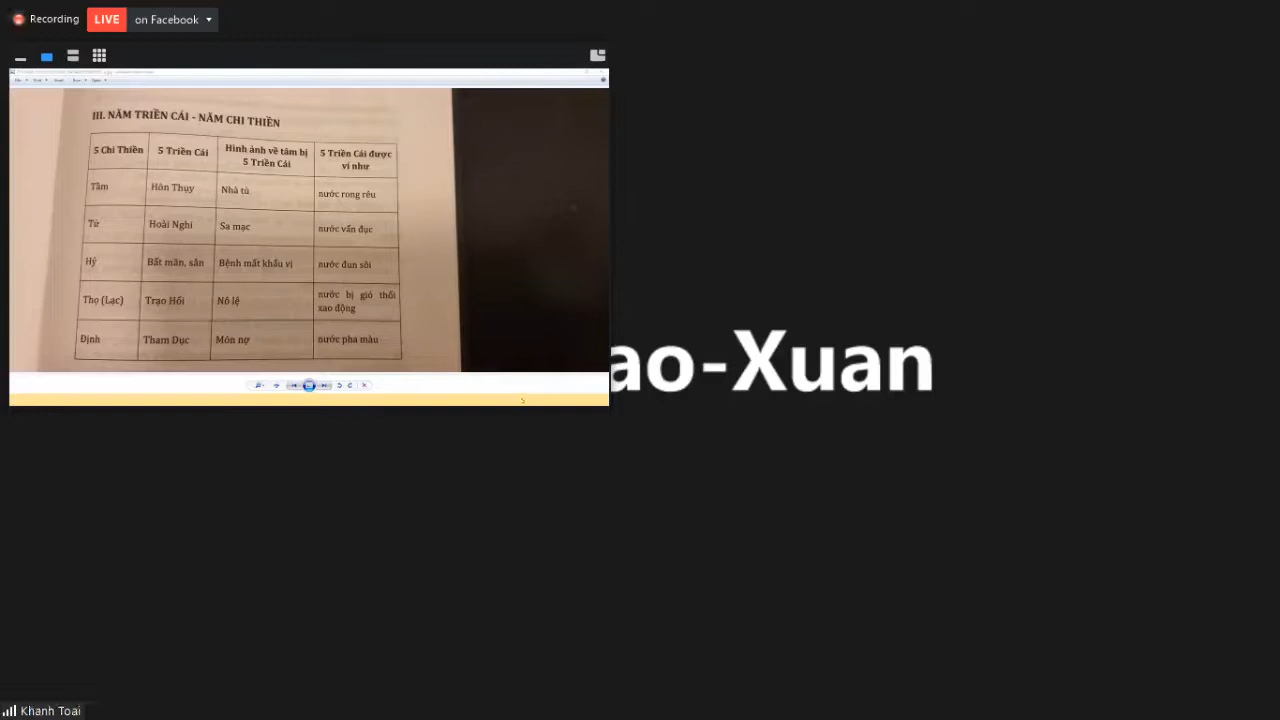 Recording
LIVE on Facebook
III. NĂM TRIỀN CÁI - NĂM CHI THIỀN
5 Chi Thiền 5 Triền Cái Hình ảnh về tâm bị 5 Triền Cái 5 Triền Cái được ví như
Tầm Hôn Thụy Nhà tù nước rong rêu
Tứ Hoài Nghi Sa mạc nước vẩn đục
Hỷ Bất mãn, sân Bệnh mất khẩu vị nước đun sôi
Thọ (Lạc) Trạo Hối Nô lệ nước bị gió thổi xao động
Định Tham Dục Món nợ nước pha màu
ao-Xuan
Khanh Toai